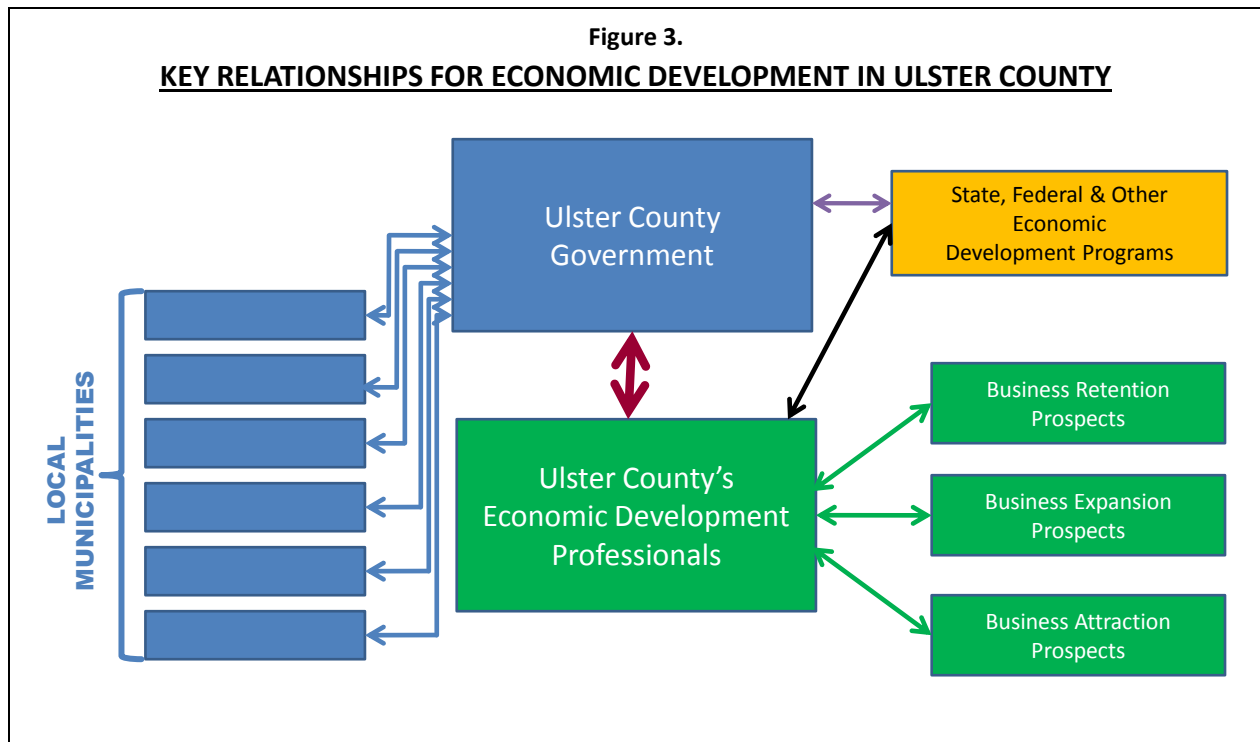 Figure 3.
KEY RELATIONSHIPS FOR ECONOMIC DEVELOPMENT IN ULSTER COUNTY
Ulster County
Government
State, Federal & Other
Economic
Development Programs
LOCAL
MUNICIPALITIES
Ulster County’s
Economic Development
Professionals
Business Retention
Prospects
Business Expansion
Prospects
Business Attraction
Prospects